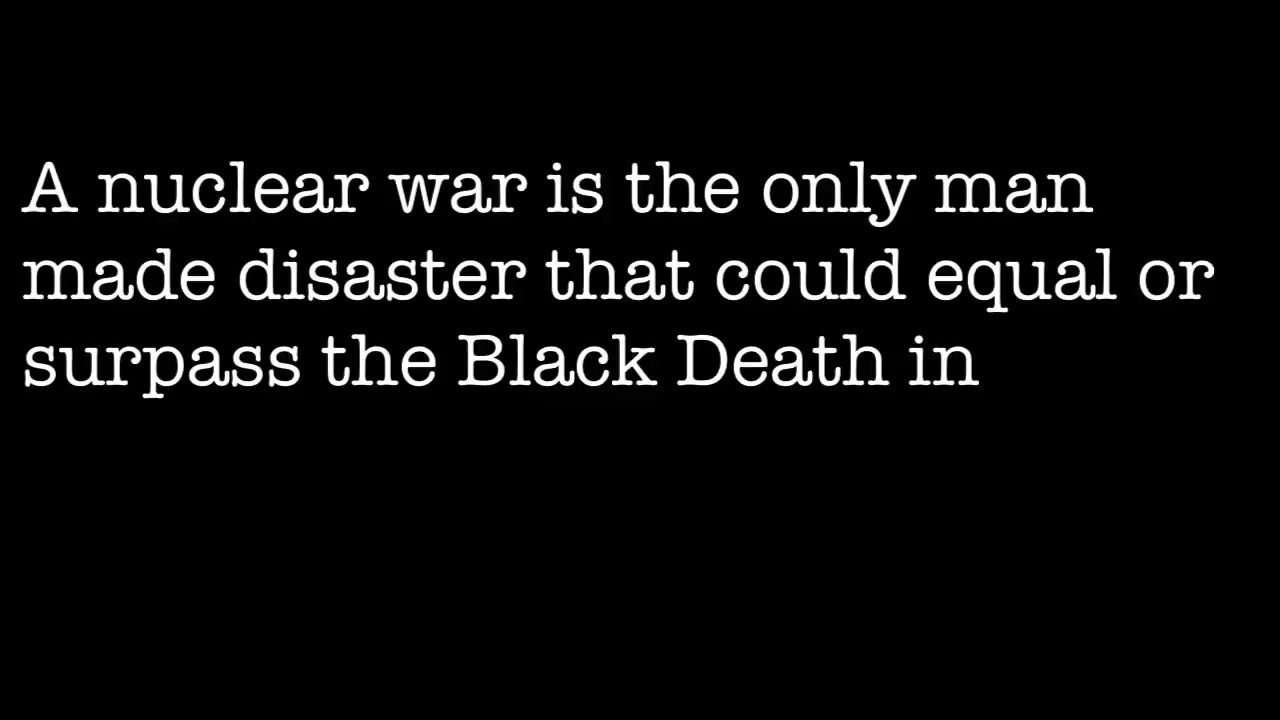 A nuclear war is the only man
made disaster that could equal or
surpass the Black Death in